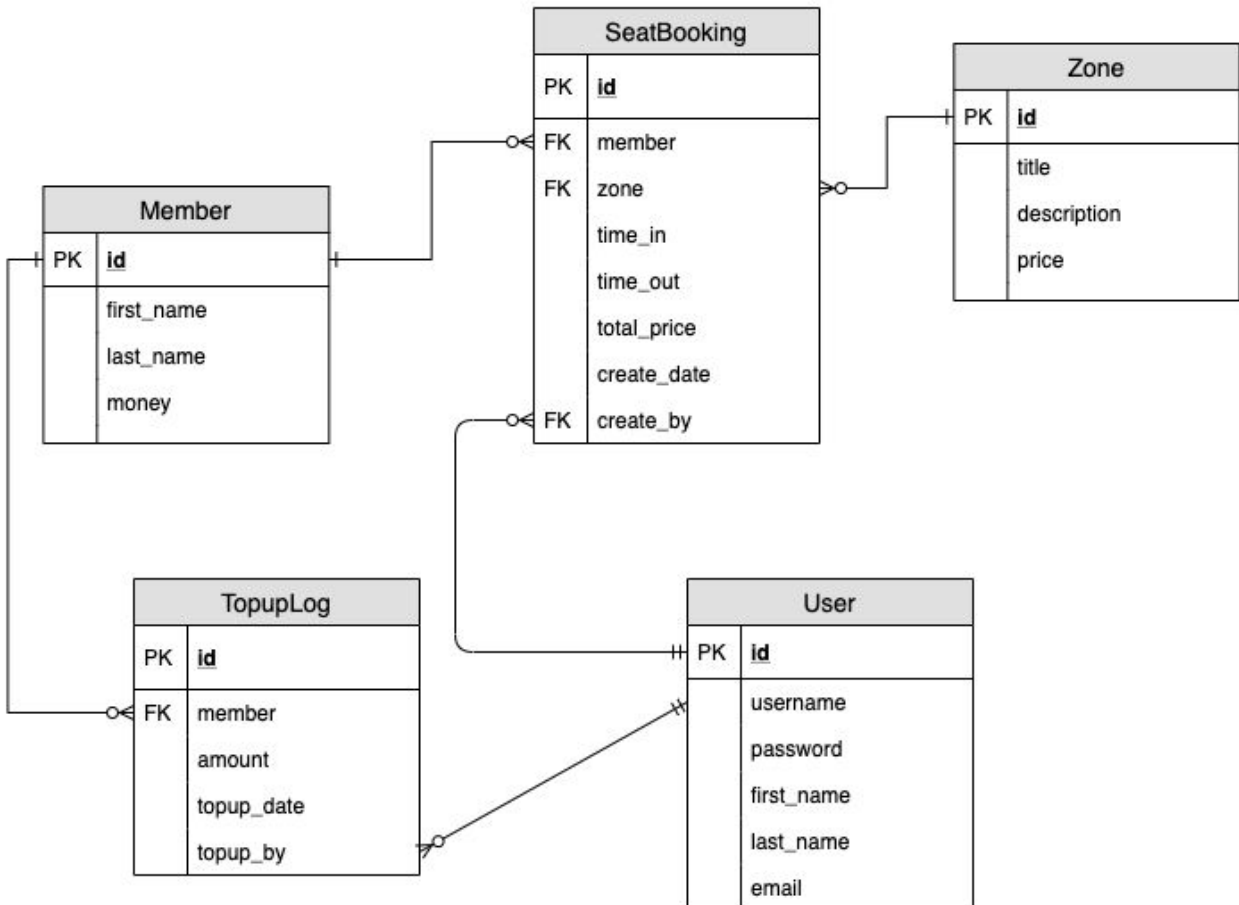 SeatBooking
PK id
FK member
FK zone
time_in
time_out
total_price
create_date
FK create_by
Zone
PK id
title
description
price
Member
PK id
first_name
last_name
money
TopupLog
PK id
FK member
amount
topup_date
topup_by
User
PK id
username
password
first_name
last_name
email